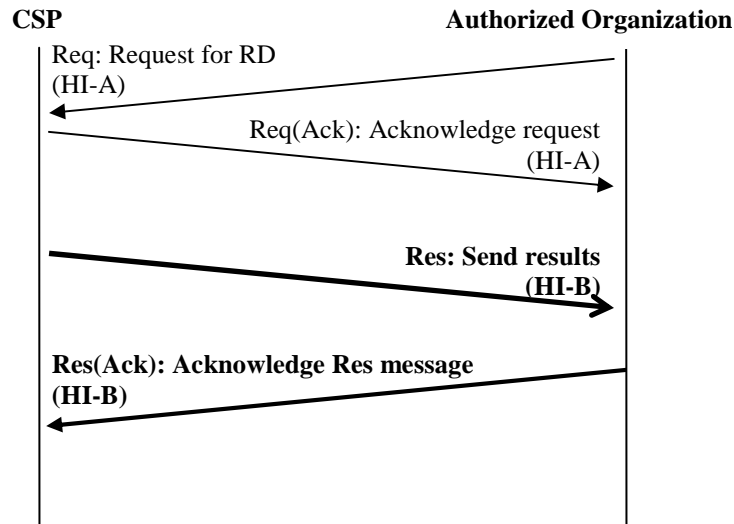 CSP
Authorized Organization
Req: Request for RD
(HI-A)
Req(Ack): Acknowledge request
(HI-A)
Res: Send results
(HI-B)
Res(Ack): Acknowledge Res message
(HI-B)